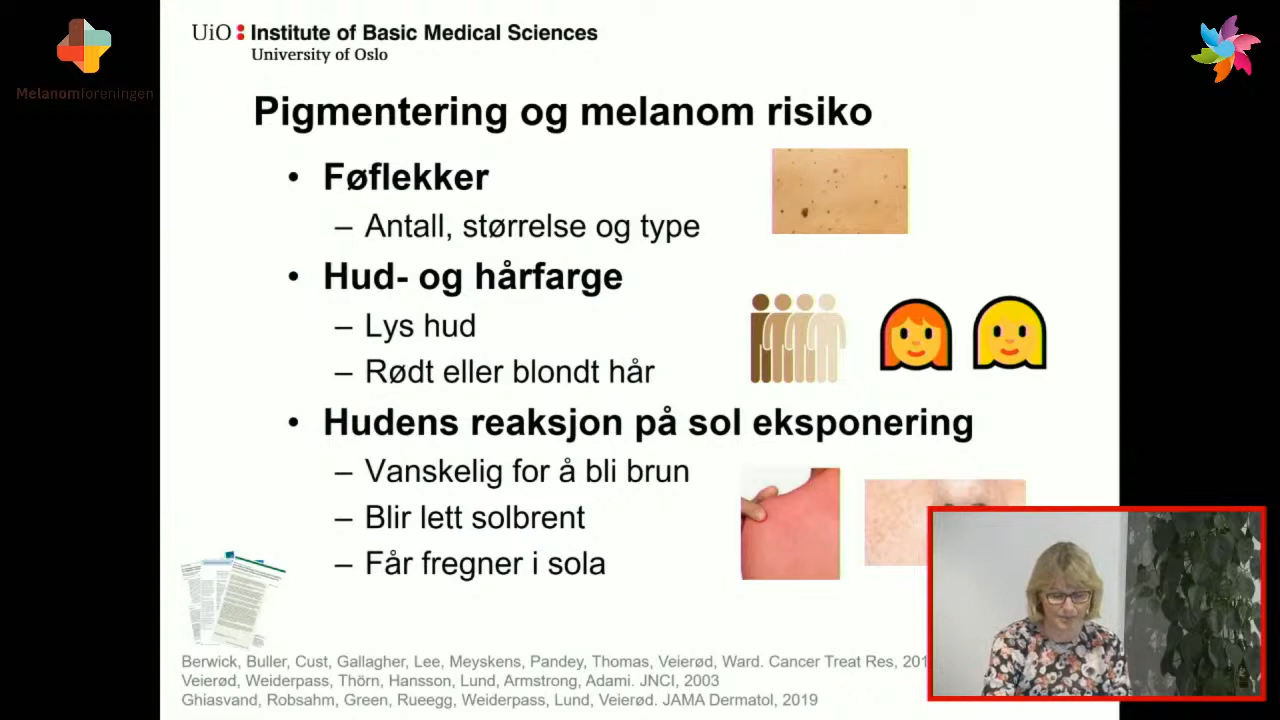 UiO: Institute of Basic Medical Sciences
University of Oslo
Melanomforeningen
Pigmentering og melanom risiko
• Føflekker
– Antall, størrelse og type
• Hud- og hårfarge
– Lys hud
– Rødt eller blondt hår
• Hudens reaksjon på sol eksponering
– Vanskelig for å bli brun
– Blir lett solbrent
– Får fregner i sola
Berwick, Buller, Cust, Gallagher, Lee, Meyskens, Pandey, Thomas, Veierød, Ward. Cancer Treat Res, 201
Veierød, Weiderpass, Thörn, Hansson, Lund, Armstrong, Adami. JNCI, 2003
Ghiasvand, Robsahm, Green, Rueegg, Weiderpass, Lund, Veierød. JAMA Dermatol, 2019